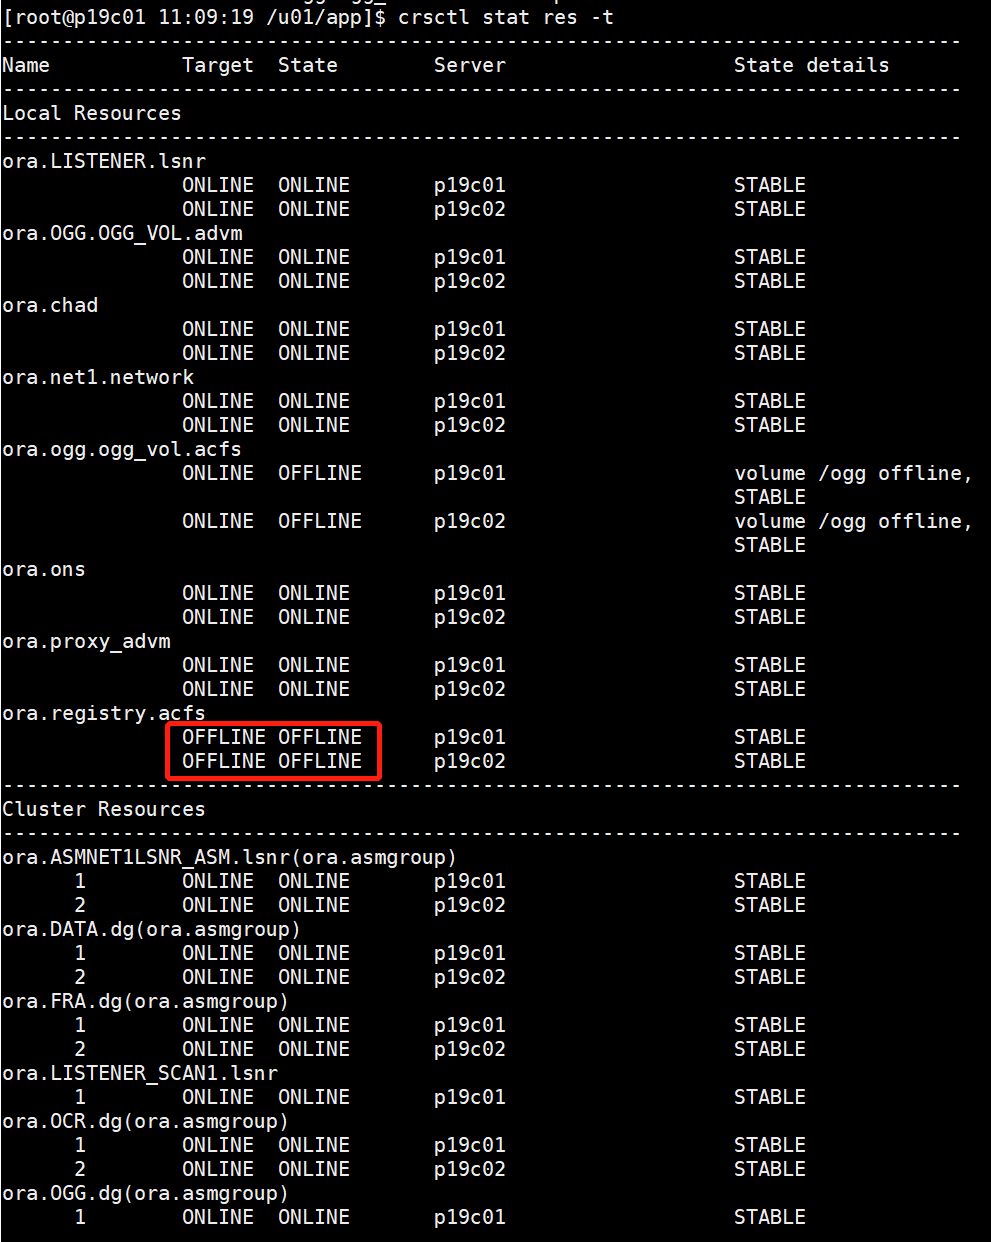 [root@p19c01 11:09:19 /u01/app]$ crsctl stat res -t
--------------------------------------------------------------------------------
Name           Target  State        Server                   State details
--------------------------------------------------------------------------------
Local Resources
--------------------------------------------------------------------------------
ora.LISTENER.lsnr
               ONLINE  ONLINE       p19c01                   STABLE
               ONLINE  ONLINE       p19c02                   STABLE
ora.OGG.OGG_VOL.advm
               ONLINE  ONLINE       p19c01                   STABLE
               ONLINE  ONLINE       p19c02                   STABLE
ora.chad
               ONLINE  ONLINE       p19c01                   STABLE
               ONLINE  ONLINE       p19c02                   STABLE
ora.net1.network
               ONLINE  ONLINE       p19c01                   STABLE
               ONLINE  ONLINE       p19c02                   STABLE
ora.ogg.ogg_vol.acfs
               ONLINE  OFFLINE      p19c01                   volume /ogg offline,
                                                             STABLE
               ONLINE  OFFLINE      p19c02                   volume /ogg offline,
                                                             STABLE
ora.ons
               ONLINE  ONLINE       p19c01                   STABLE
               ONLINE  ONLINE       p19c02                   STABLE
ora.proxy_advm
               ONLINE  ONLINE       p19c01                   STABLE
               ONLINE  ONLINE       p19c02                   STABLE
ora.registry.acfs
               OFFLINE OFFLINE      p19c01                   STABLE
               OFFLINE OFFLINE      p19c02                   STABLE
--------------------------------------------------------------------------------
Cluster Resources
--------------------------------------------------------------------------------
ora.ASMNET1LSNR_ASM.lsnr(ora.asmgroup)
      1        ONLINE  ONLINE       p19c01                   STABLE
      2        ONLINE  ONLINE       p19c02                   STABLE
ora.DATA.dg(ora.asmgroup)
      1        ONLINE  ONLINE       p19c01                   STABLE
      2        ONLINE  ONLINE       p19c02                   STABLE
ora.FRA.dg(ora.asmgroup)
      1        ONLINE  ONLINE       p19c01                   STABLE
      2        ONLINE  ONLINE       p19c02                   STABLE
ora.LISTENER_SCAN1.lsnr
      1        ONLINE  ONLINE       p19c01                   STABLE
ora.OCR.dg(ora.asmgroup)
      1        ONLINE  ONLINE       p19c01                   STABLE
      2        ONLINE  ONLINE       p19c02                   STABLE
ora.OGG.dg(ora.asmgroup)
      1        ONLINE  ONLINE       p19c01                   STABLE